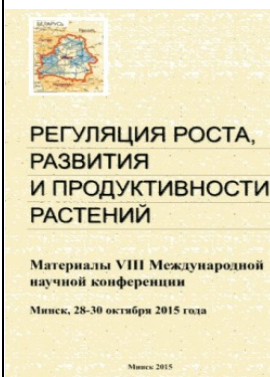 БЕЛАРУСЬ
РЕГУЛЯЦИЯ РОСТА,
РАЗВИТИЯ
И ПРОДУКТИВНОСТИ
РАСТЕНИЙ
Материалы VIII Международной
научной конференции
Минск, 28-30 октября 2015 года
Минск 2015